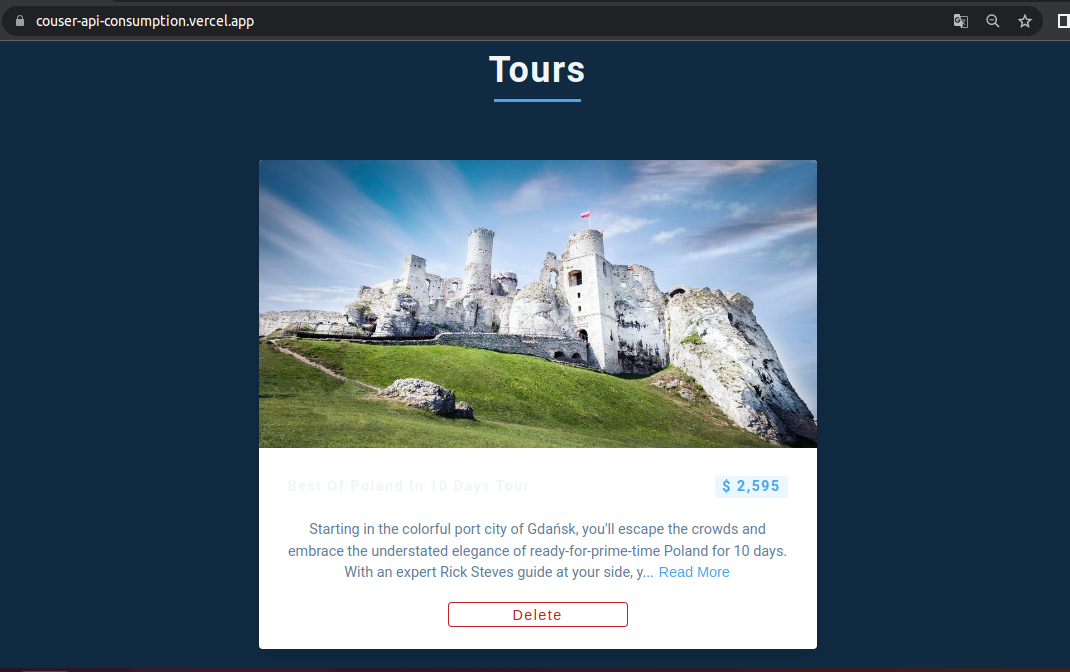 couser-api-consumption.vercel.app
Tours
Best Of Poland In 10 Days Tour
$ 2,595
Starting in the colorful port city of Gdańsk, you'll escape the crowds and
embrace the understated elegance of ready-for-prime-time Poland for 10 days.
With an expert Rick Steves guide at your side, y... Read More
Delete